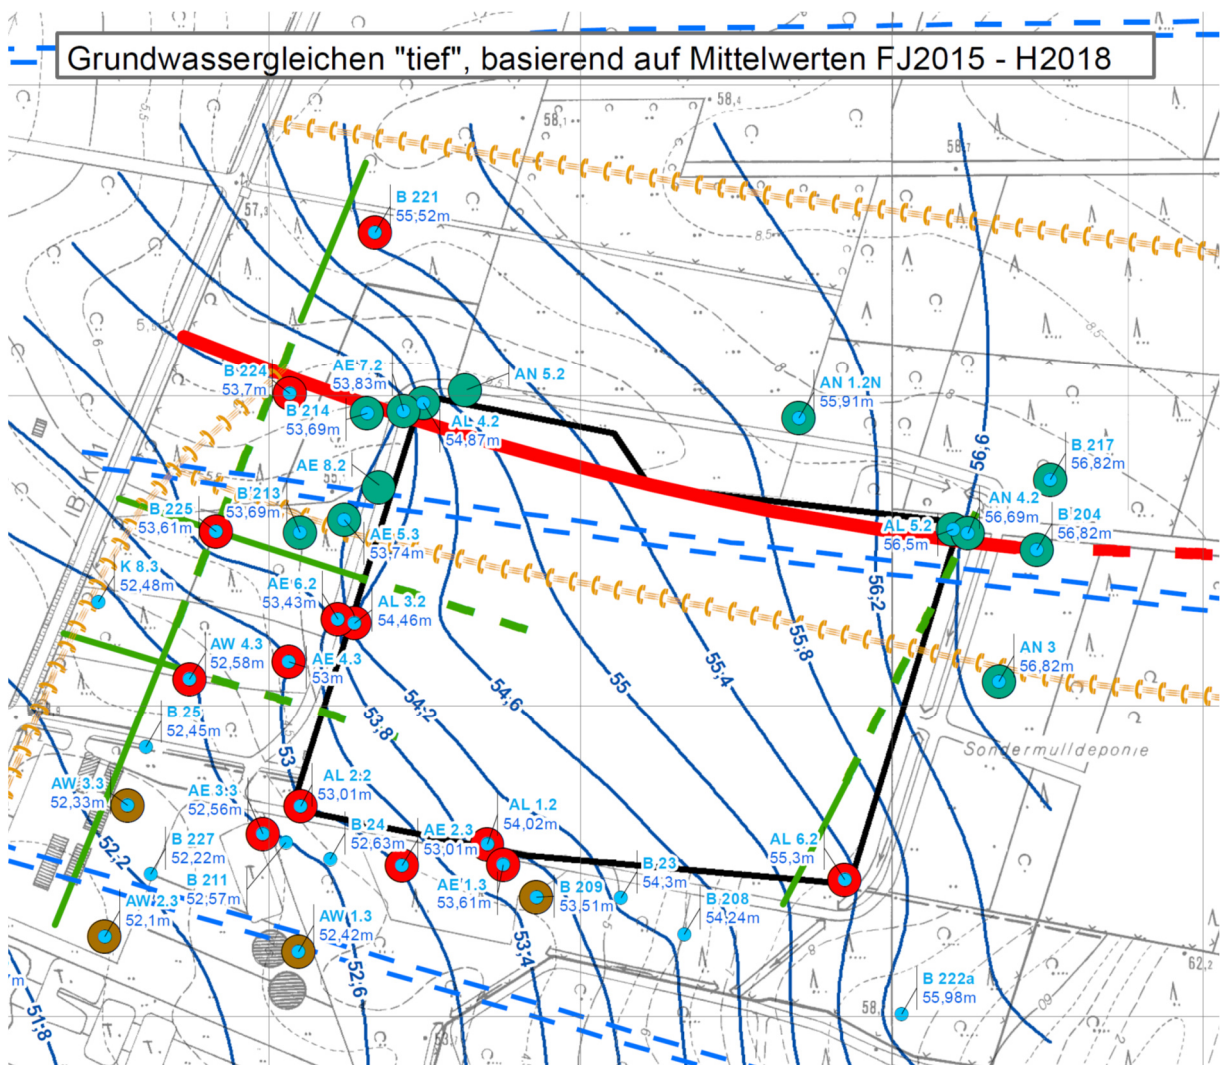 Grundwassergleichen "tief", basierend auf Mittelwerten FJ2015 - H2018
58,4
58,1
58,7
57,3
B 221
55,52m
8.5
B 224
53,7m
AE 7.2
53,83m
AN 5.2
B 214
53,69m
AL 4.2
54,87m
AN 1.2N
55,91m
56,6
B 217
56,82m
AE 8.2
B 213
53,69m
B 225
53,61m
AE 5.3
53,74m
AN 4.2
56,69m
AL 5.2
56,5m
B 204
56,82m
K 8.3
52,48m
AE 6.2
53,43m
AL 3.2
54,46m
56,2
55,8
AW 4.3
52,58m
AE 4.3
53m
AN 3
56,82m
55,4
55
54,6
54,2
53,8
53
B 25
52,45m
Sondermülldeponie
AW 3.3
52,33m
AE 3.3
52,56m
AL 2.2
53,01m
B 24
52,63m
AE 2.3
53,01m
AL 1.2
54,02m
AL 6.2
55,3m
52,2
B 227
52,22m
B 211
52,57m
AE 1.3
53,61m
B 209
53,51m
B 23
54,3m
B 208
54,24m
AW 2.3
52,1m
AW 1.3
52,42m
53,4
52,6
B 222a
55,98m
62,2
60
51,8